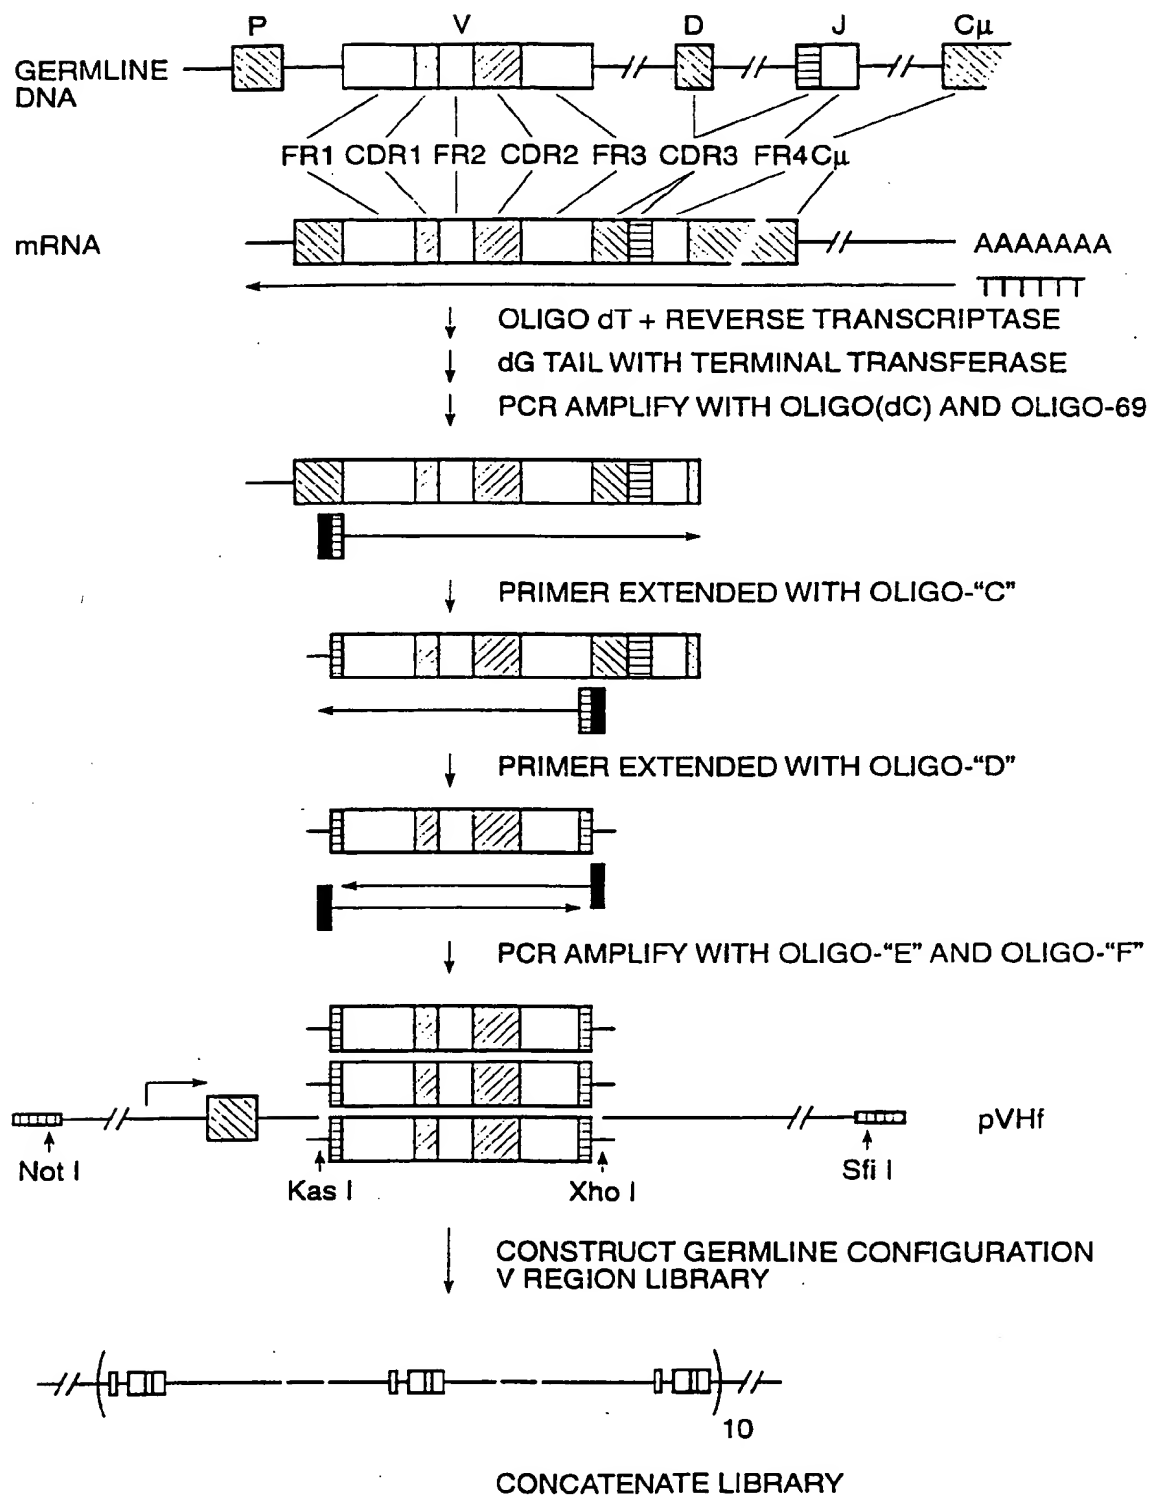 P V D J Cμ
GERMLINE
DNA
FR1 CDR1 FR2 CDR2 FR3 CDR3 FR4 Cμ
mRNA
AAAAAAA
TTTTTT
OLIGO dT + REVERSE TRANSCRIPTASE
dG TAIL WITH TERMINAL TRANSFERASE
PCR AMPLIFY WITH OLIGO(dC) AND OLIGO-69
PRIMER EXTENDED WITH OLIGO-“C”
PRIMER EXTENDED WITH OLIGO-“D”
PCR AMPLIFY WITH OLIGO-“E” AND OLIGO-“F”
pVHf
Not I
Kas I
Xho I
Sfi I
CONSTRUCT GERMLINE CONFIGURATION
V REGION LIBRARY
10
CONCATENATE LIBRARY